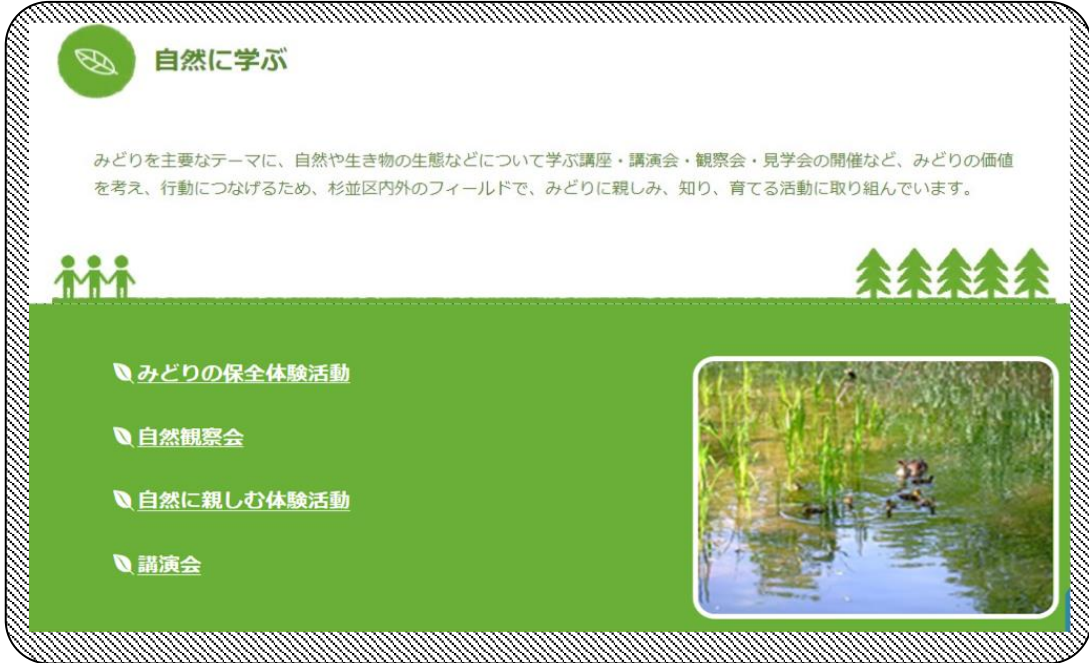 自然に学ぶ
みどりを主要なテーマに、自然や生き物の生態などについて学ぶ講座・講演会・観察会・見学会の開催など、みどりの価値
を考え、行動につなげるため、杉並区内外のフィールドで、みどりに親しみ、知り、育てる活動に取り組んでいます。
みどりの保全体験活動
自然観察会
自然に親しむ体験活動
講演会